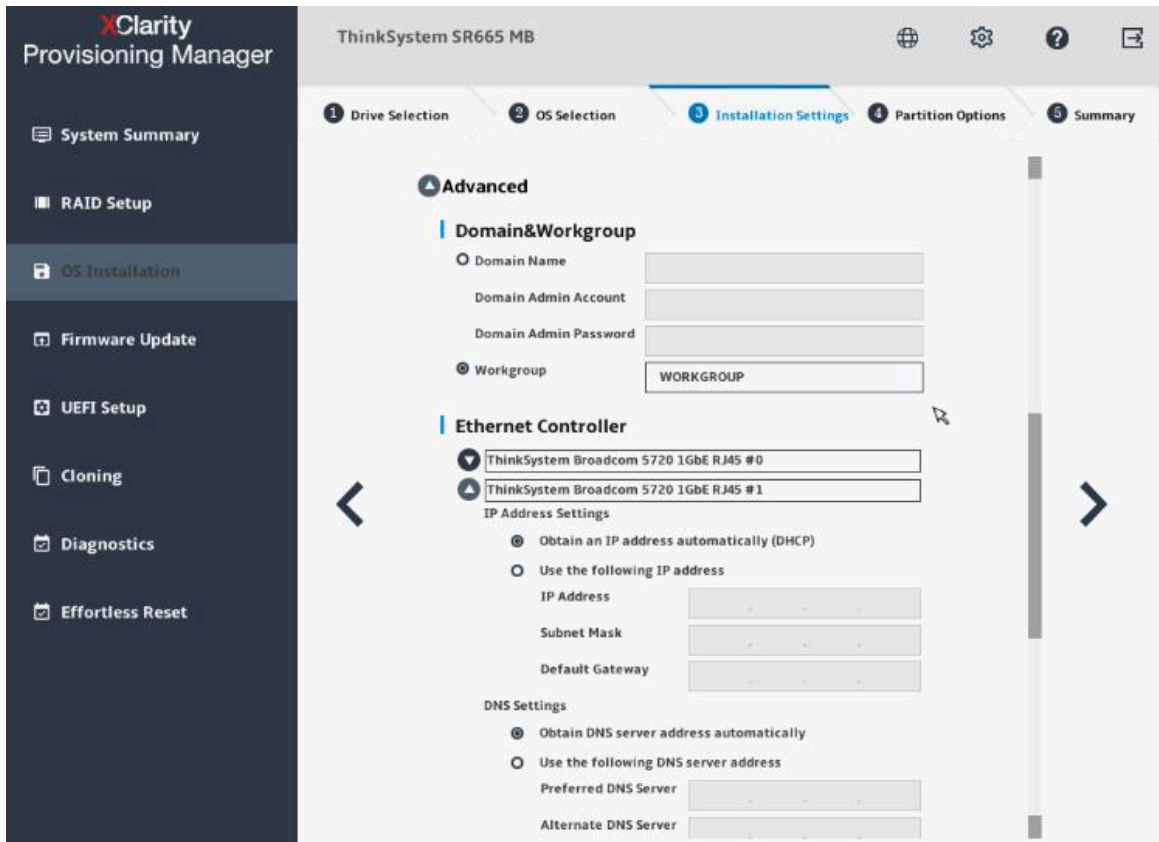 XClarity
Provisioning Manager
ThinkSystem SR665 MB
System Summary
RAID Setup
OS Installation
Firmware Update
UEFI Setup
Cloning
Diagnostics
Effortless Reset
1 Drive Selection
2 OS Selection
3 Installation Settings
4 Partition Options
5 Summary
Advanced
Domain&Workgroup
Domain Name
Domain Admin Account
Domain Admin Password
Workgroup WORKGROUP
Ethernet Controller
ThinkSystem Broadcom 5720 1GbE RJ45 #0
ThinkSystem Broadcom 5720 1GbE RJ45 #1
IP Address Settings
Obtain an IP address automatically (DHCP)
Use the following IP address
IP Address
Subnet Mask
Default Gateway
DNS Settings
Obtain DNS server address automatically
Use the following DNS server address
Preferred DNS Server
Alternate DNS Server